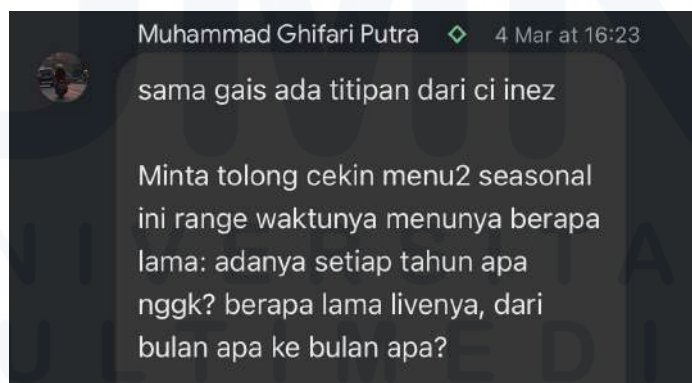 Muhammad Ghifari Putra 4 Mar at 16:23
sama gais ada titipan dari ci inez
Minta tolong cekin menu2 seasonal
ini range waktunya menunya berapa
lama: adanya setiap tahun apa
nggk? berapa lama livenya, dari
bulan apa ke bulan apa?